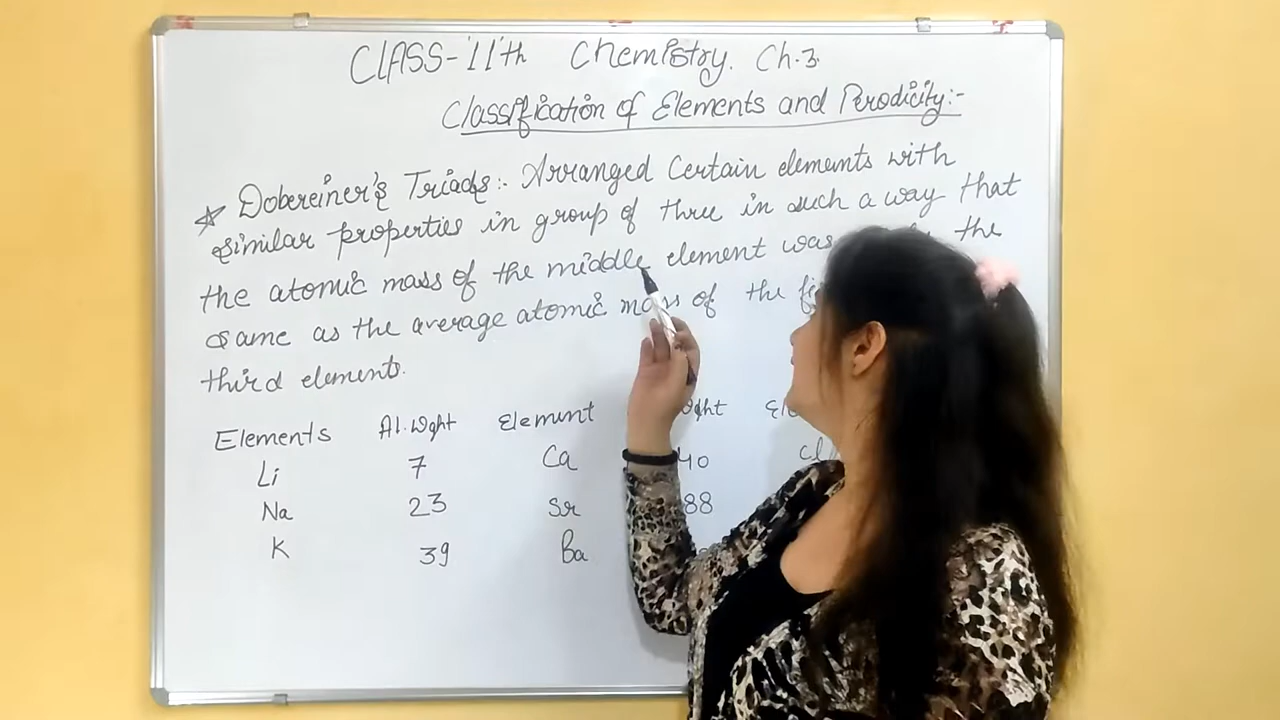 CLASS-11th Chemistry. Ch.3.
Classification of Elements and Perodicity:-
Dobereiner's Triads:- Arranged Certain elements with
similar properties in group of three in such a way that
the atomic mass of the middle element was the
same as the average atomic mass of the
third element.
Elements At.wght Element
Li 7 Ca 40 Cl
Na 23 Sr 88
K 39 Ba